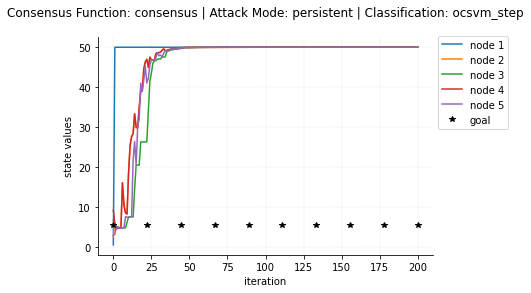 Consensus Function: consensus | Attack Mode: persistent | Classification: ocsvm_step
50
40
30
20
10
0
state values
0
25
50
75
100
125
150
175
200
iteration
node 1
node 2
node 3
node 4
node 5
goal